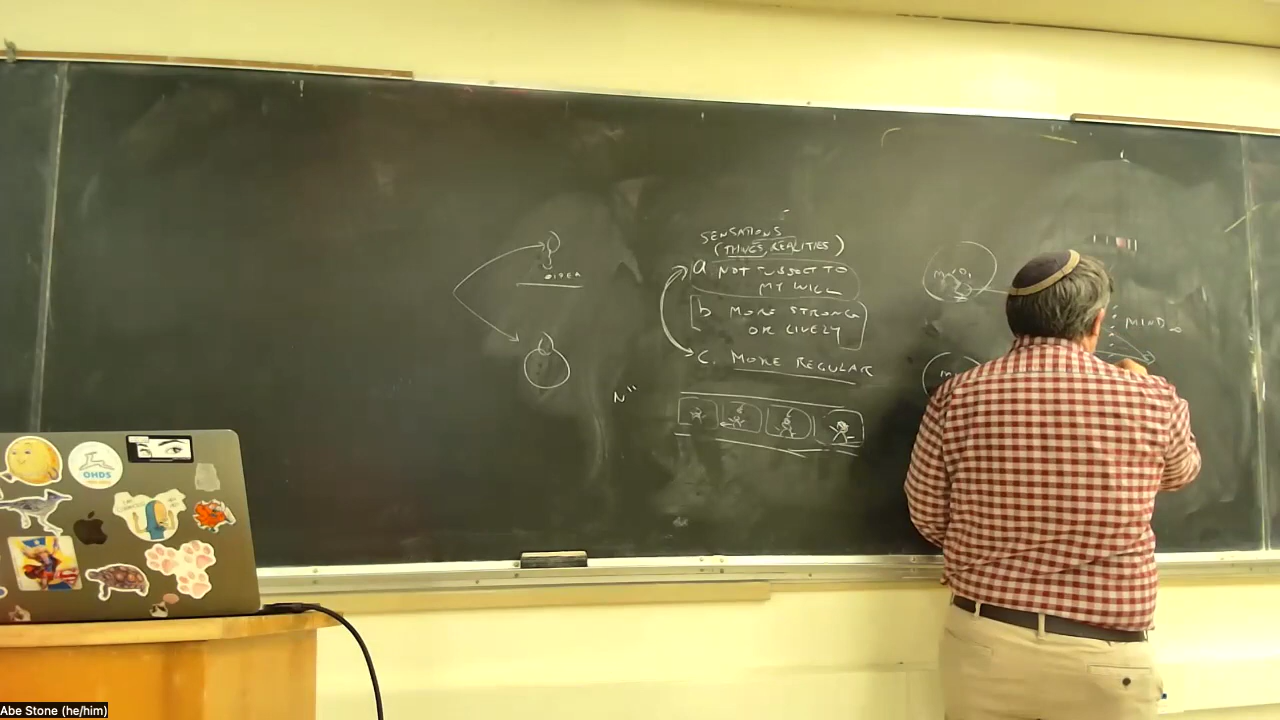 SENSATIONS
(THINGS, REALITIES)
a NOT SUBJECT TO
MY WILL
b MORE STRONG
OR LIVELY
C. MORE REGULAR
N"
MIND
OHDS
Abe Stone (he/him)